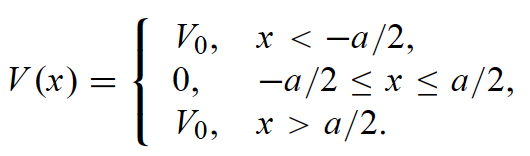 V₀, x < −a/2,
V(x) = { 0, −a/2 ≤ x ≤ a/2,
V₀, x > a/2.